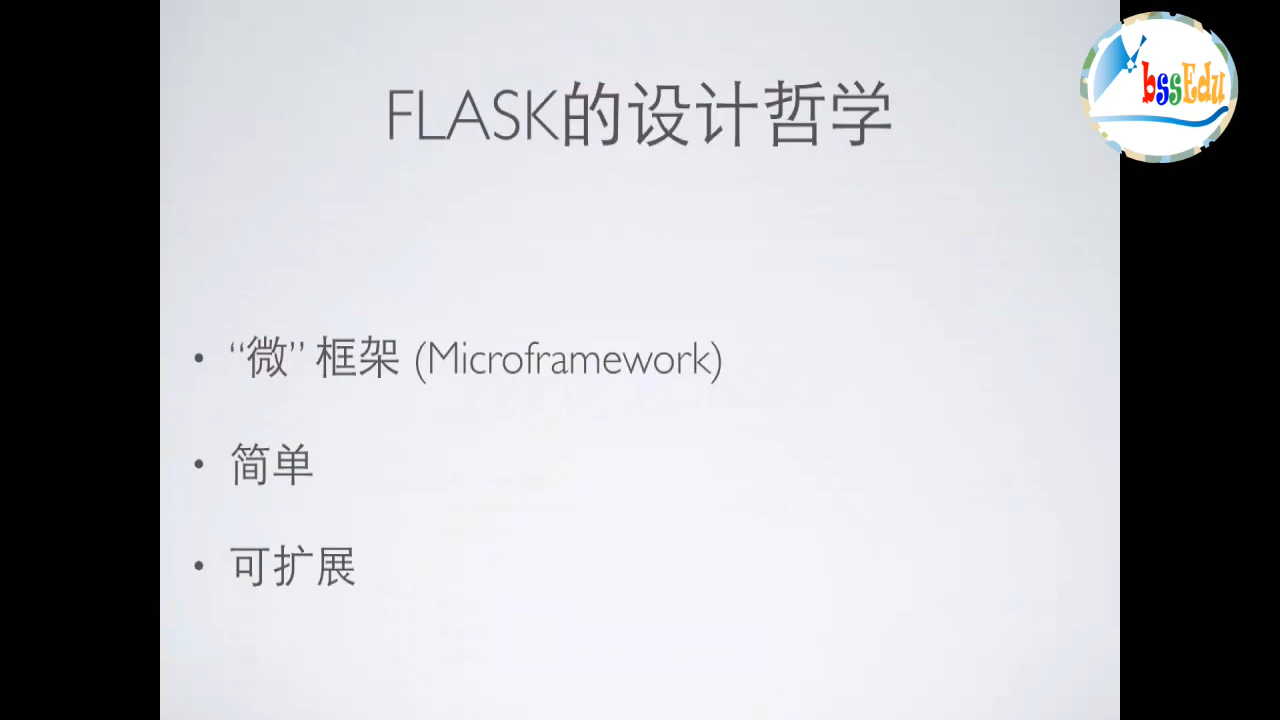 FLASK的设计哲学
bssEdu
• “微” 框架 (Microframework)
• 简单
• 可扩展